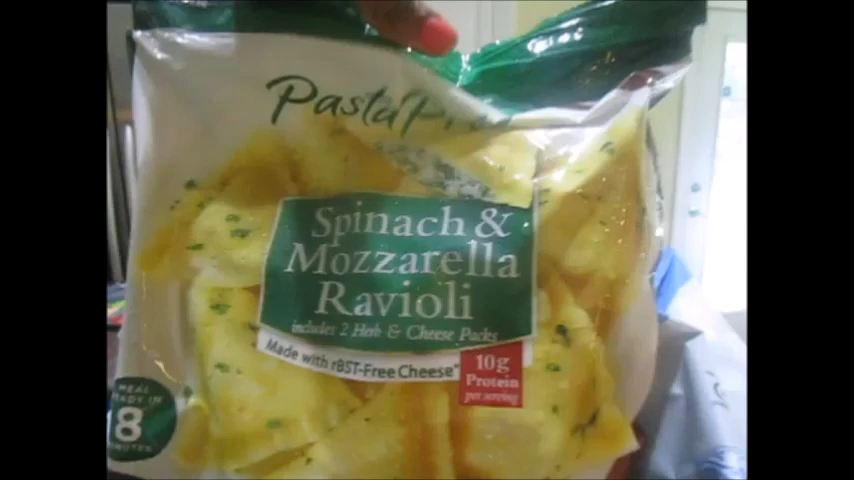 Pasta
Spinach &
Mozzarella
Ravioli
includes 2 Herb & Cheese Packs
Made with rBST-Free Cheese*
10g
Protein
per serving
MEAL
READY IN
8
MINUTES